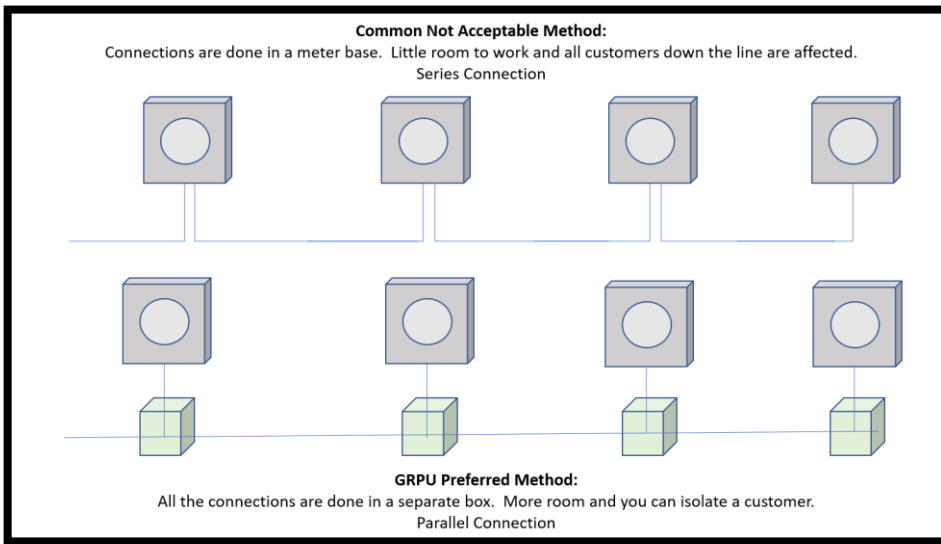 Common Not Acceptable Method:
Connections are done in a meter base. Little room to work and all customers down the line are affected.
Series Connection
GRPU Preferred Method:
All the connections are done in a separate box. More room and you can isolate a customer.
Parallel Connection